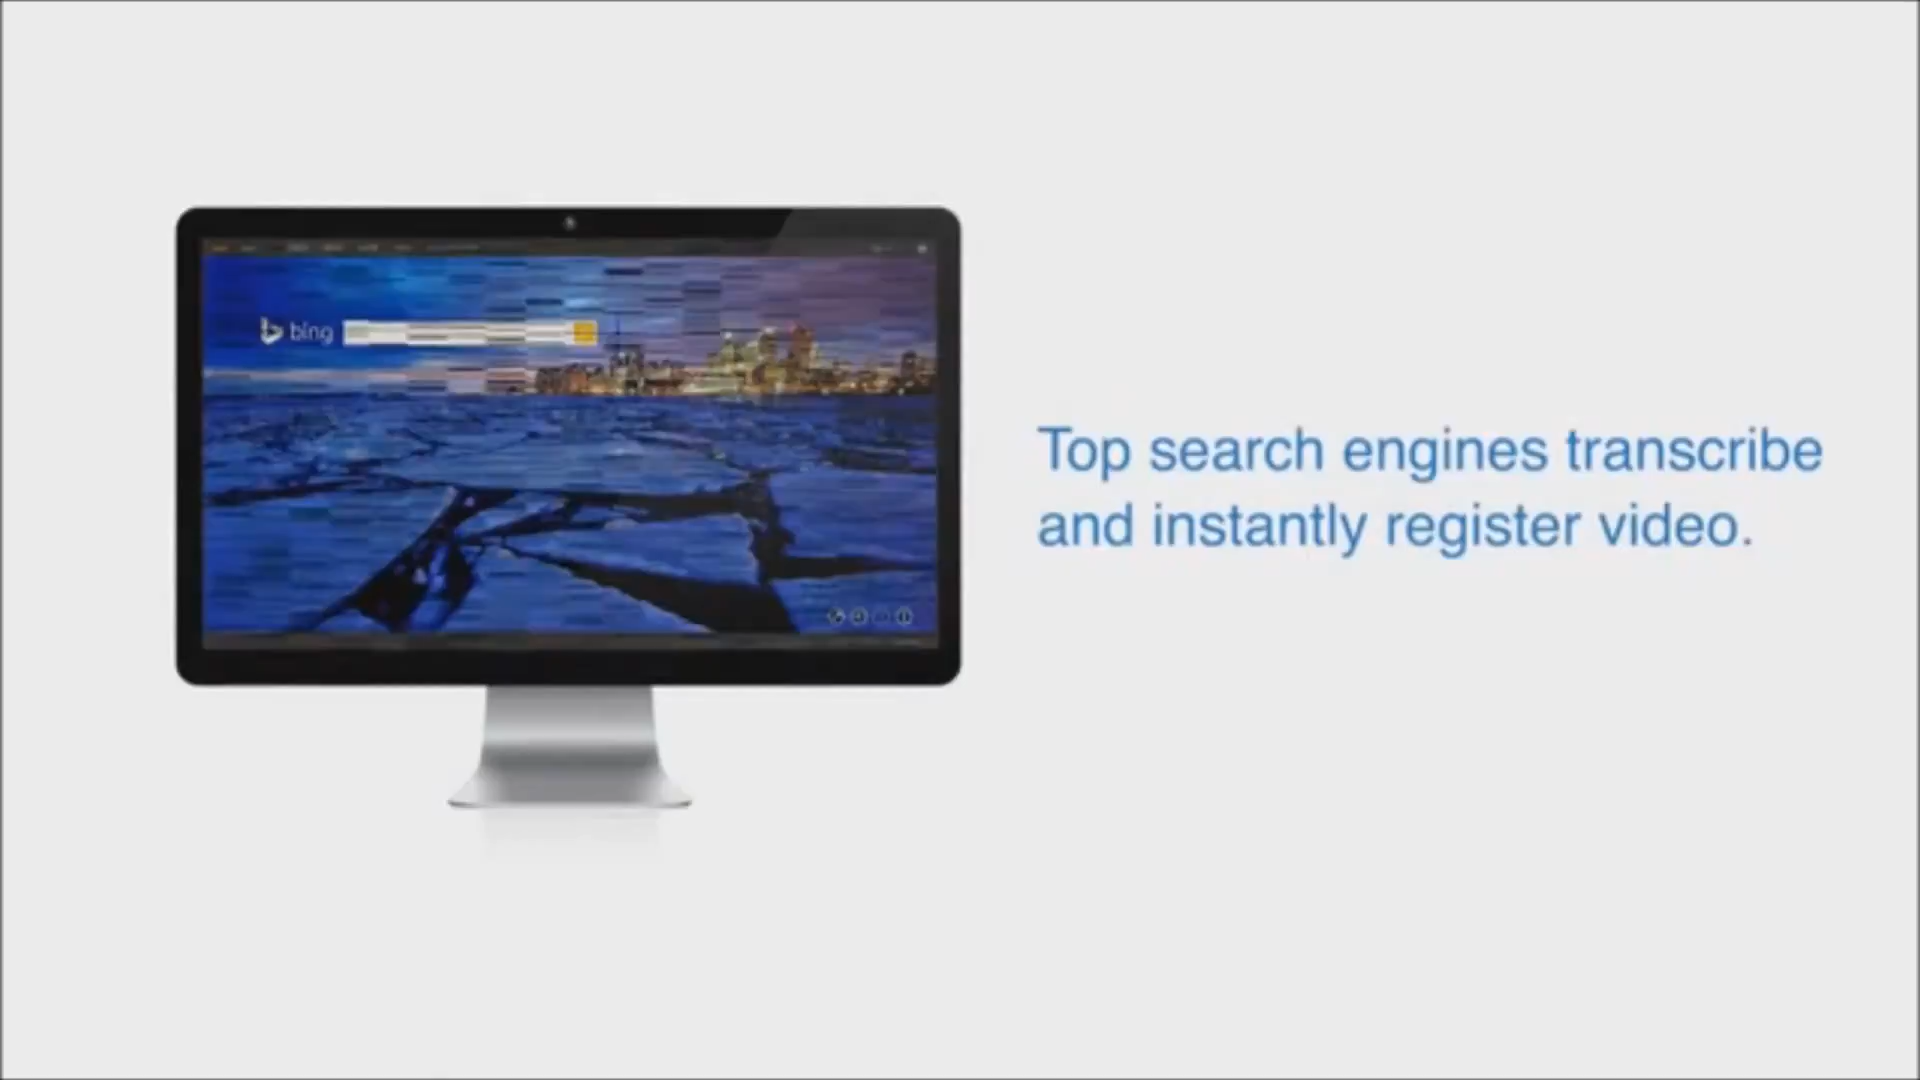 bing
Top search engines transcribe
and instantly register video.